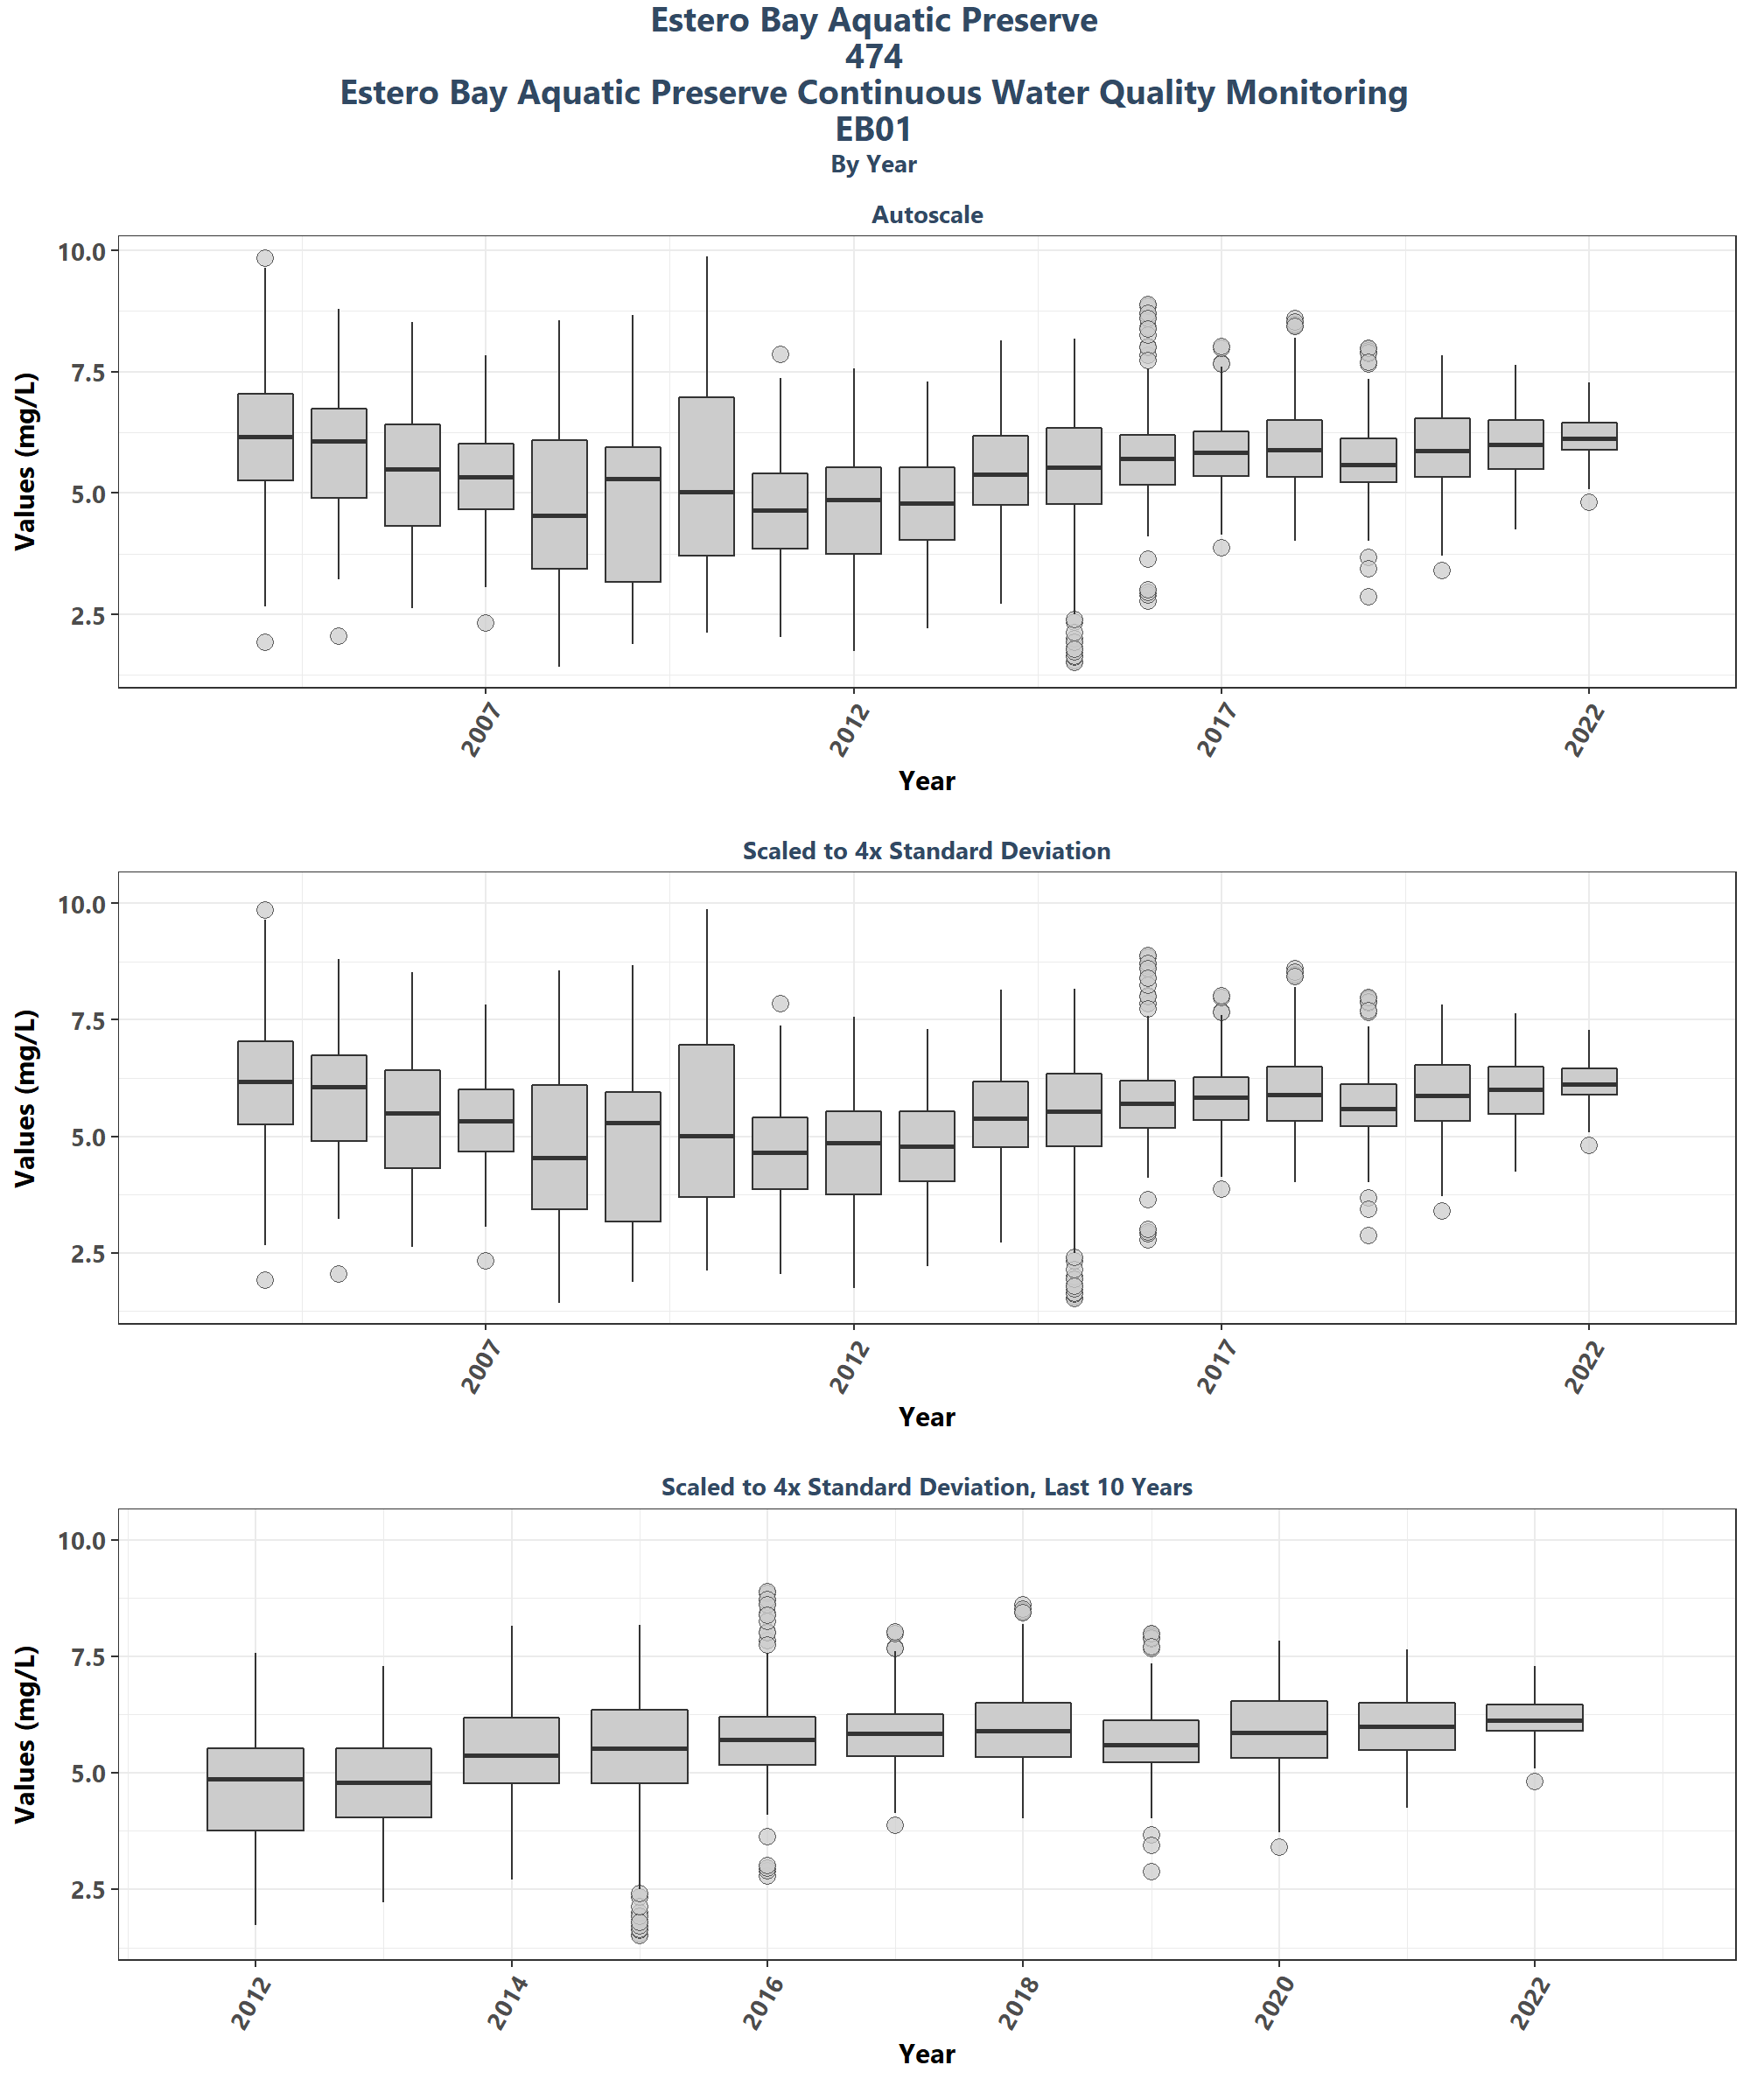 Estero Bay Aquatic Preserve
474
Estero Bay Aquatic Preserve Continuous Water Quality Monitoring
EB01
By Year
Autoscale
Values (mg/L)
10.0
7.5
5.0
2.5
2007
2012
2017
2022
Year
Scaled to 4x Standard Deviation
Values (mg/L)
10.0
7.5
5.0
2.5
2007
2012
2017
2022
Year
Scaled to 4x Standard Deviation, Last 10 Years
Values (mg/L)
10.0
7.5
5.0
2.5
2012
2014
2016
2018
2020
2022
Year